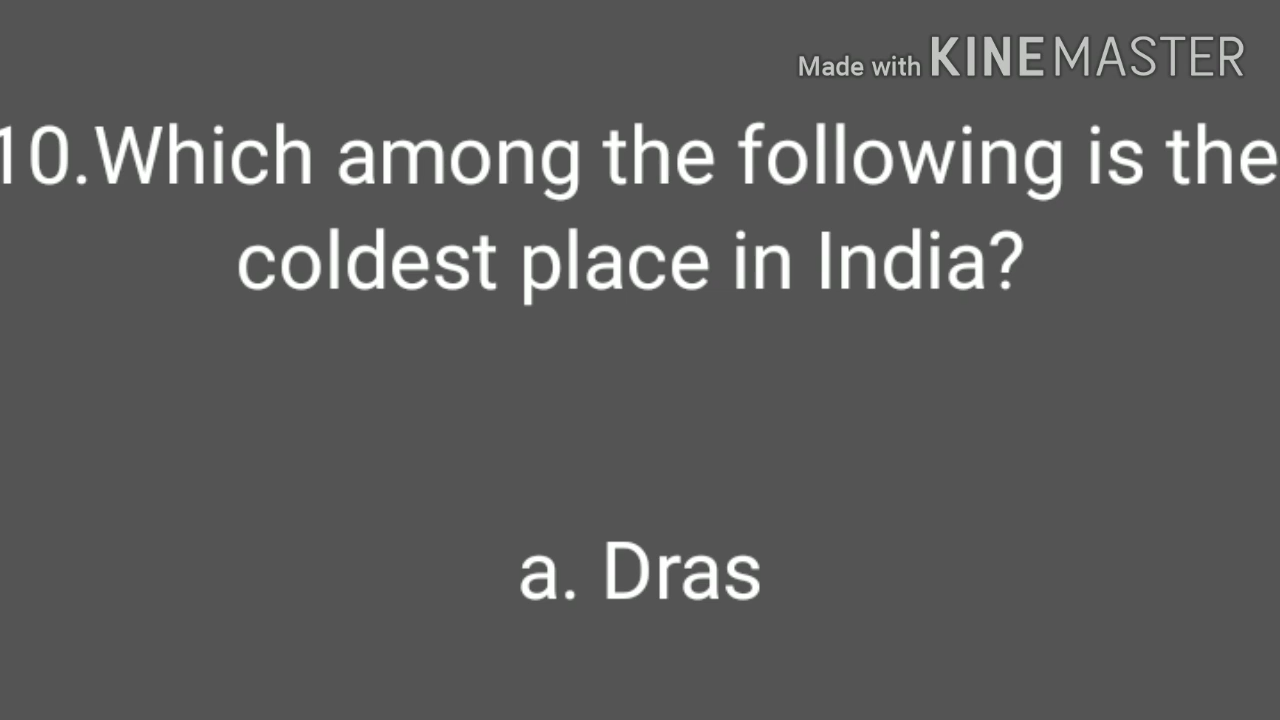 Made with KINEMASTER
10.Which among the following is the
coldest place in India?
a. Dras